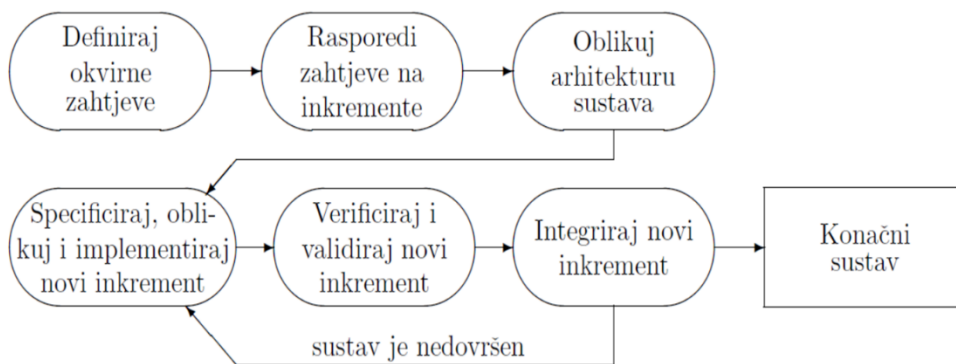 Definiraj
okvirne
zahtjeve
Rasporedi
zahtjeve na
inkremente
Oblikuj
arhitekturu
sustava
Specificiraj, obli-
kuj i implementiraj
novi inkrement
Verificiraj i
validiraj novi
inkrement
Integriraj novi
inkrement
Konačni
sustav
sustav je nedovršen